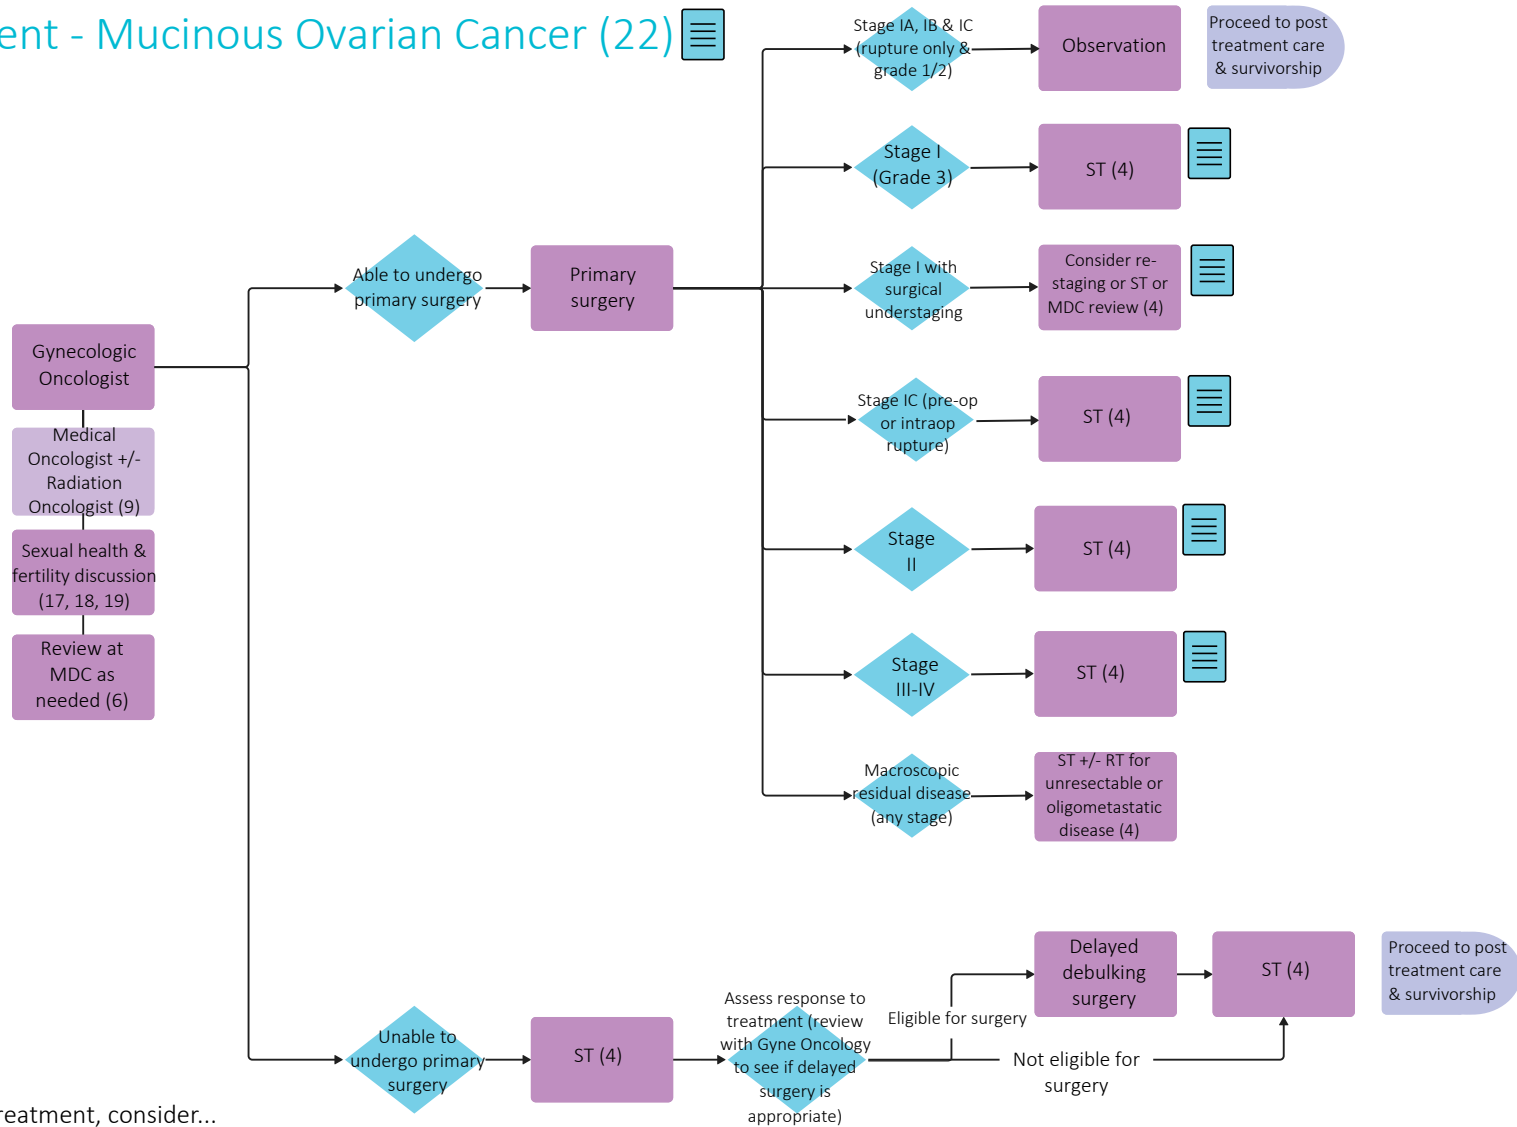 ent - Mucinous Ovarian Cancer (22)
Gynecologic
Oncologist
Medical
Oncologist +/-
Radiation
Oncologist (9)
Sexual health &
fertility discussion
(17, 18, 19)
Review at
MDC as
needed (6)
Able to undergo
primary surgery
Primary
surgery
Stage IA, IB & IC
(rupture only &
grade 1/2)
Observation
Proceed to post
treatment care
& survivorship
Stage I
(Grade 3)
ST (4)
Stage I with
surgical
understaging
Consider re-
staging or ST or
MDC review (4)
Stage IC (pre-op
or intraop
rupture)
ST (4)
Stage
II
ST (4)
Stage
III-IV
ST (4)
Macroscopic
residual disease
(any stage)
ST +/- RT for
unresectable or
oligometastatic
disease (4)
Unable to
undergo primary
surgery
ST (4)
Assess response to
treatment (review
with Gyne Oncology
to see if delayed
surgery is
appropriate)
Eligible for surgery
Delayed
debulking
surgery
Not eligible for
surgery
ST (4)
Proceed to post
treatment care
& survivorship
reatment, consider...